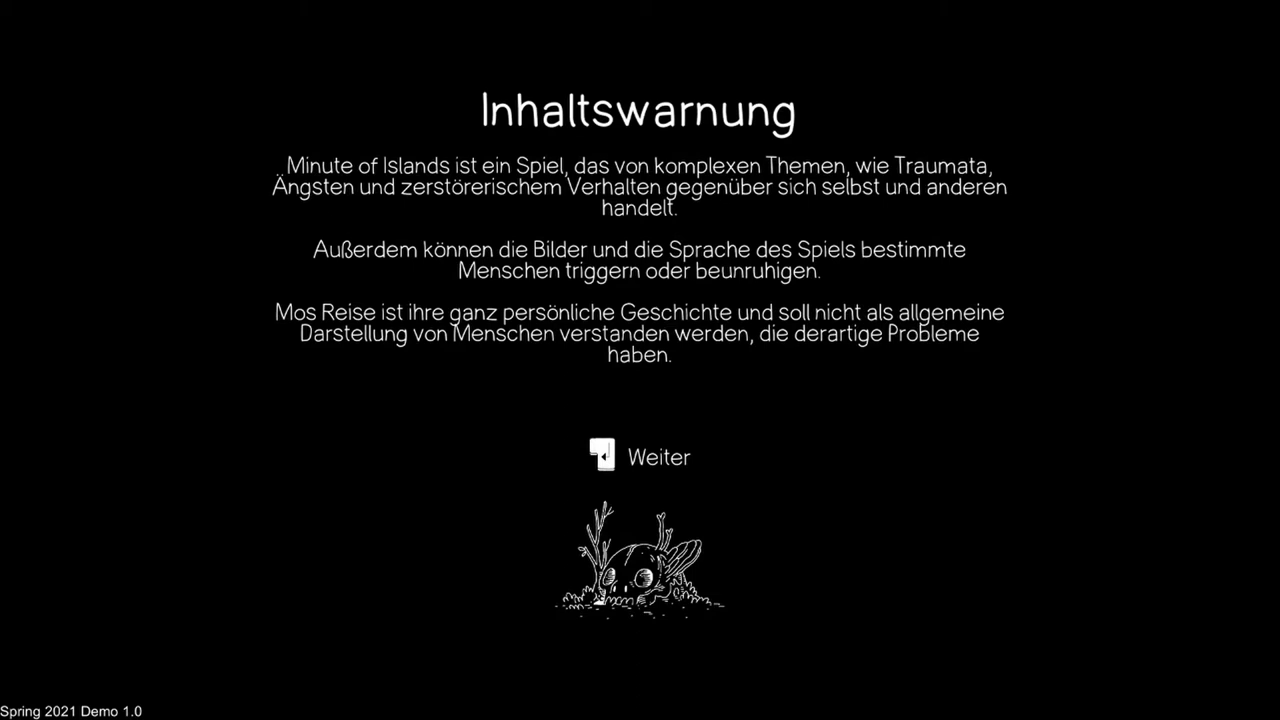 Inhaltswarnung
Minute of Islands ist ein Spiel, das von komplexen Themen, wie Traumata,
Ängsten und zerstörerischem Verhalten gegenüber sich selbst und anderen
handelt.
Außerdem können die Bilder und die Sprache des Spiels bestimmte
Menschen triggern oder beunruhigen.
Mos Reise ist ihre ganz persönliche Geschichte und soll nicht als allgemeine
Darstellung von Menschen verstanden werden, die derartige Probleme
haben.
Weiter
Spring 2021 Demo 1.0